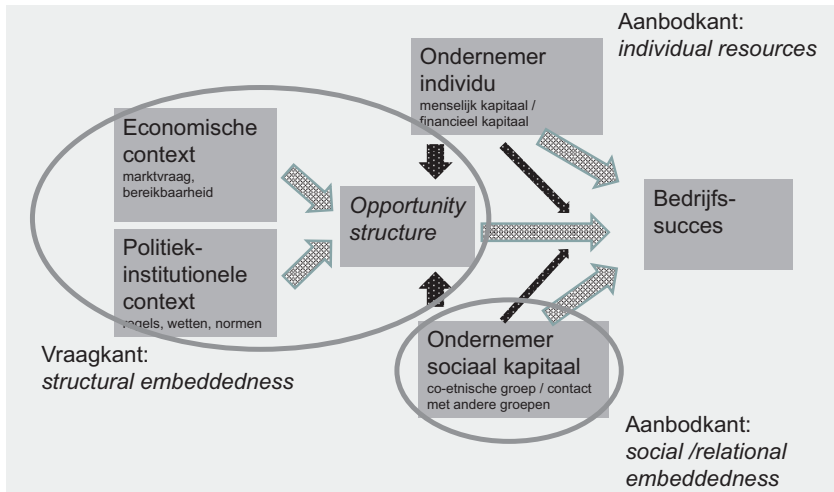 Aanbodkant:
individual resources
Ondernemer
individu
menselijk kapitaal /
financieel kapitaal
Economische
context
marktvraag,
bereikbaarheid
Opportunity
structure
Bedrijfs-
succes
Politiek-
institutionele
context
regels, wetten, normen
Vraagkant:
structural embeddedness
Ondernemer
sociaal kapitaal
co-etnische groep / contact
met andere groepen
Aanbodkant:
social /relational
embeddedness